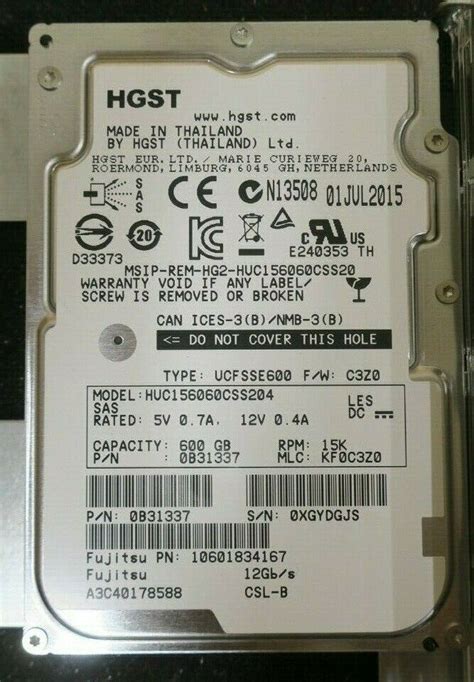 HGST
www.hgst.com
MADE IN THAILAND
BY HGST (THAILAND) Ltd.
HGST EUR. LTD. / MARIE CURIEWEG 20,
ROERMOND, LIMBURG, 6045 GH, NETHERLANDS
SAS
CE
N13508 01JUL2015
D33373
20
C US
E240353 TH
MSIP-REM-HG2-HUC156060CSS20
WARRANTY VOID IF ANY LABEL/
SCREW IS REMOVED OR BROKEN
CAN ICES-3(B)/NMB-3(B)
<= DO NOT COVER THIS HOLE
TYPE: UCFSSE600 F/W: C3Z0
MODEL:HUC156060CSS204 LES
SAS DC
RATED: 5V 0.7A, 12V 0.4A
CAPACITY: 600 GB RPM: 15K
P/N : 0B31337 MLC: KF0C3Z0
P/N: 0B31337 S/N: 0XGYDGJS
Fujitsu PN: 10601834167
Fujitsu 12Gb/s
A3C40178588 CSL-B